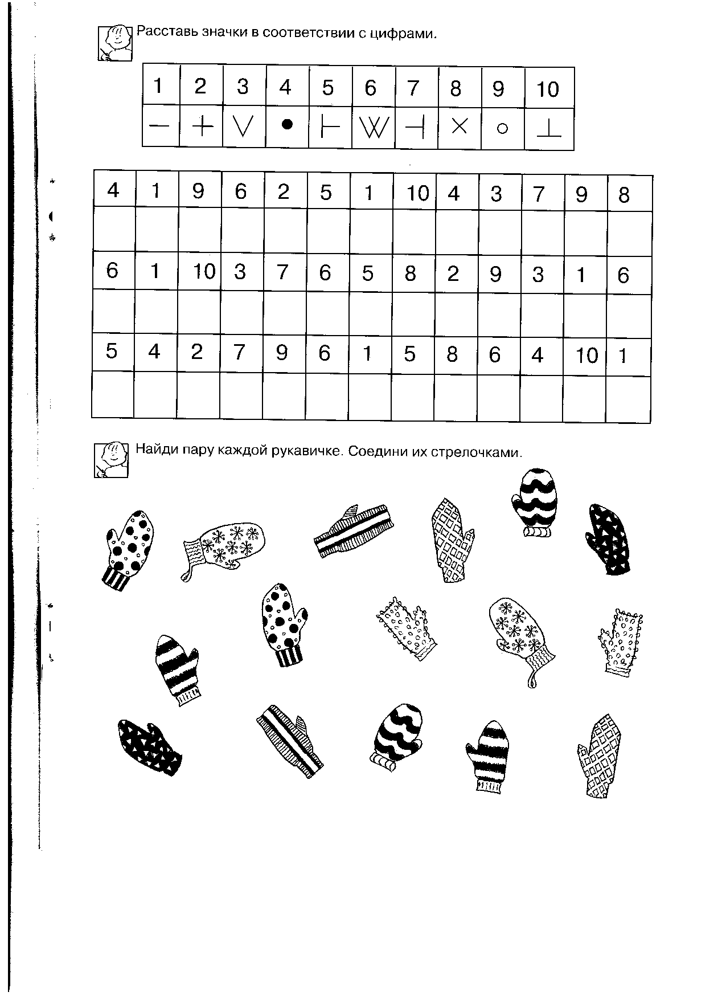 Расставь значки в соответствии с цифрами.
1 2 3 4 5 6 7 8 9 10
— + V ● ⊢ W ⊣ × ○ ⊥
4 1 9 6 2 5 1 10 4 3 7 9 8
6 1 10 3 7 6 5 8 2 9 3 1 6
5 4 2 7 9 6 1 5 8 6 4 10 1
Найди пару каждой рукавичке. Соедини их стрелочками.